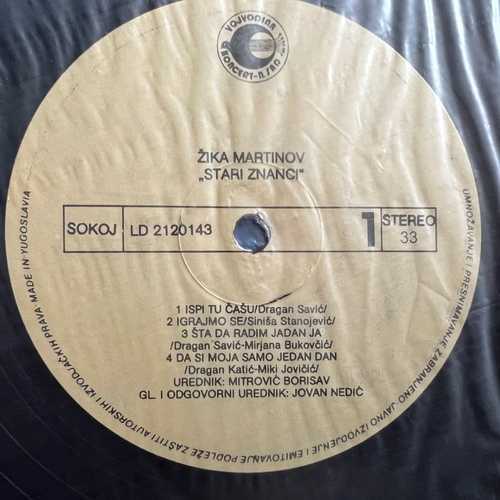 VOJVODINA
KONCERT-N.SAD
ŽIKA MARTINOV
„STARI ZNANCI"
SOKOJ LD 2120143 1 STEREO 33
1 ISPI TU ČAŠU/Dragan Savić/
2 IGRAJMO SE/Siniša Stanojević/
3 ŠTA DA RADIM JADAN JA
/Dragan Savić-Mirjana Bukovčić/
4 DA SI MOJA SAMO JEDAN DAN
/Dragan Katić-Miki Jovičić/
UREDNIK: MITROVIĆ BORISAV
GL. I ODGOVORNI UREDNIK: JOVAN NEDIĆ
UMNOŽAVANJE I PRESNIMAVANJE ZABRANJENO. JAVNO IZVODJENJE I EMITOVANJE PODLEŽE ZAŠTITI AUTORSKIH I IZVODJAČKIH PRAVA MADE IN YUGOSLAVIA